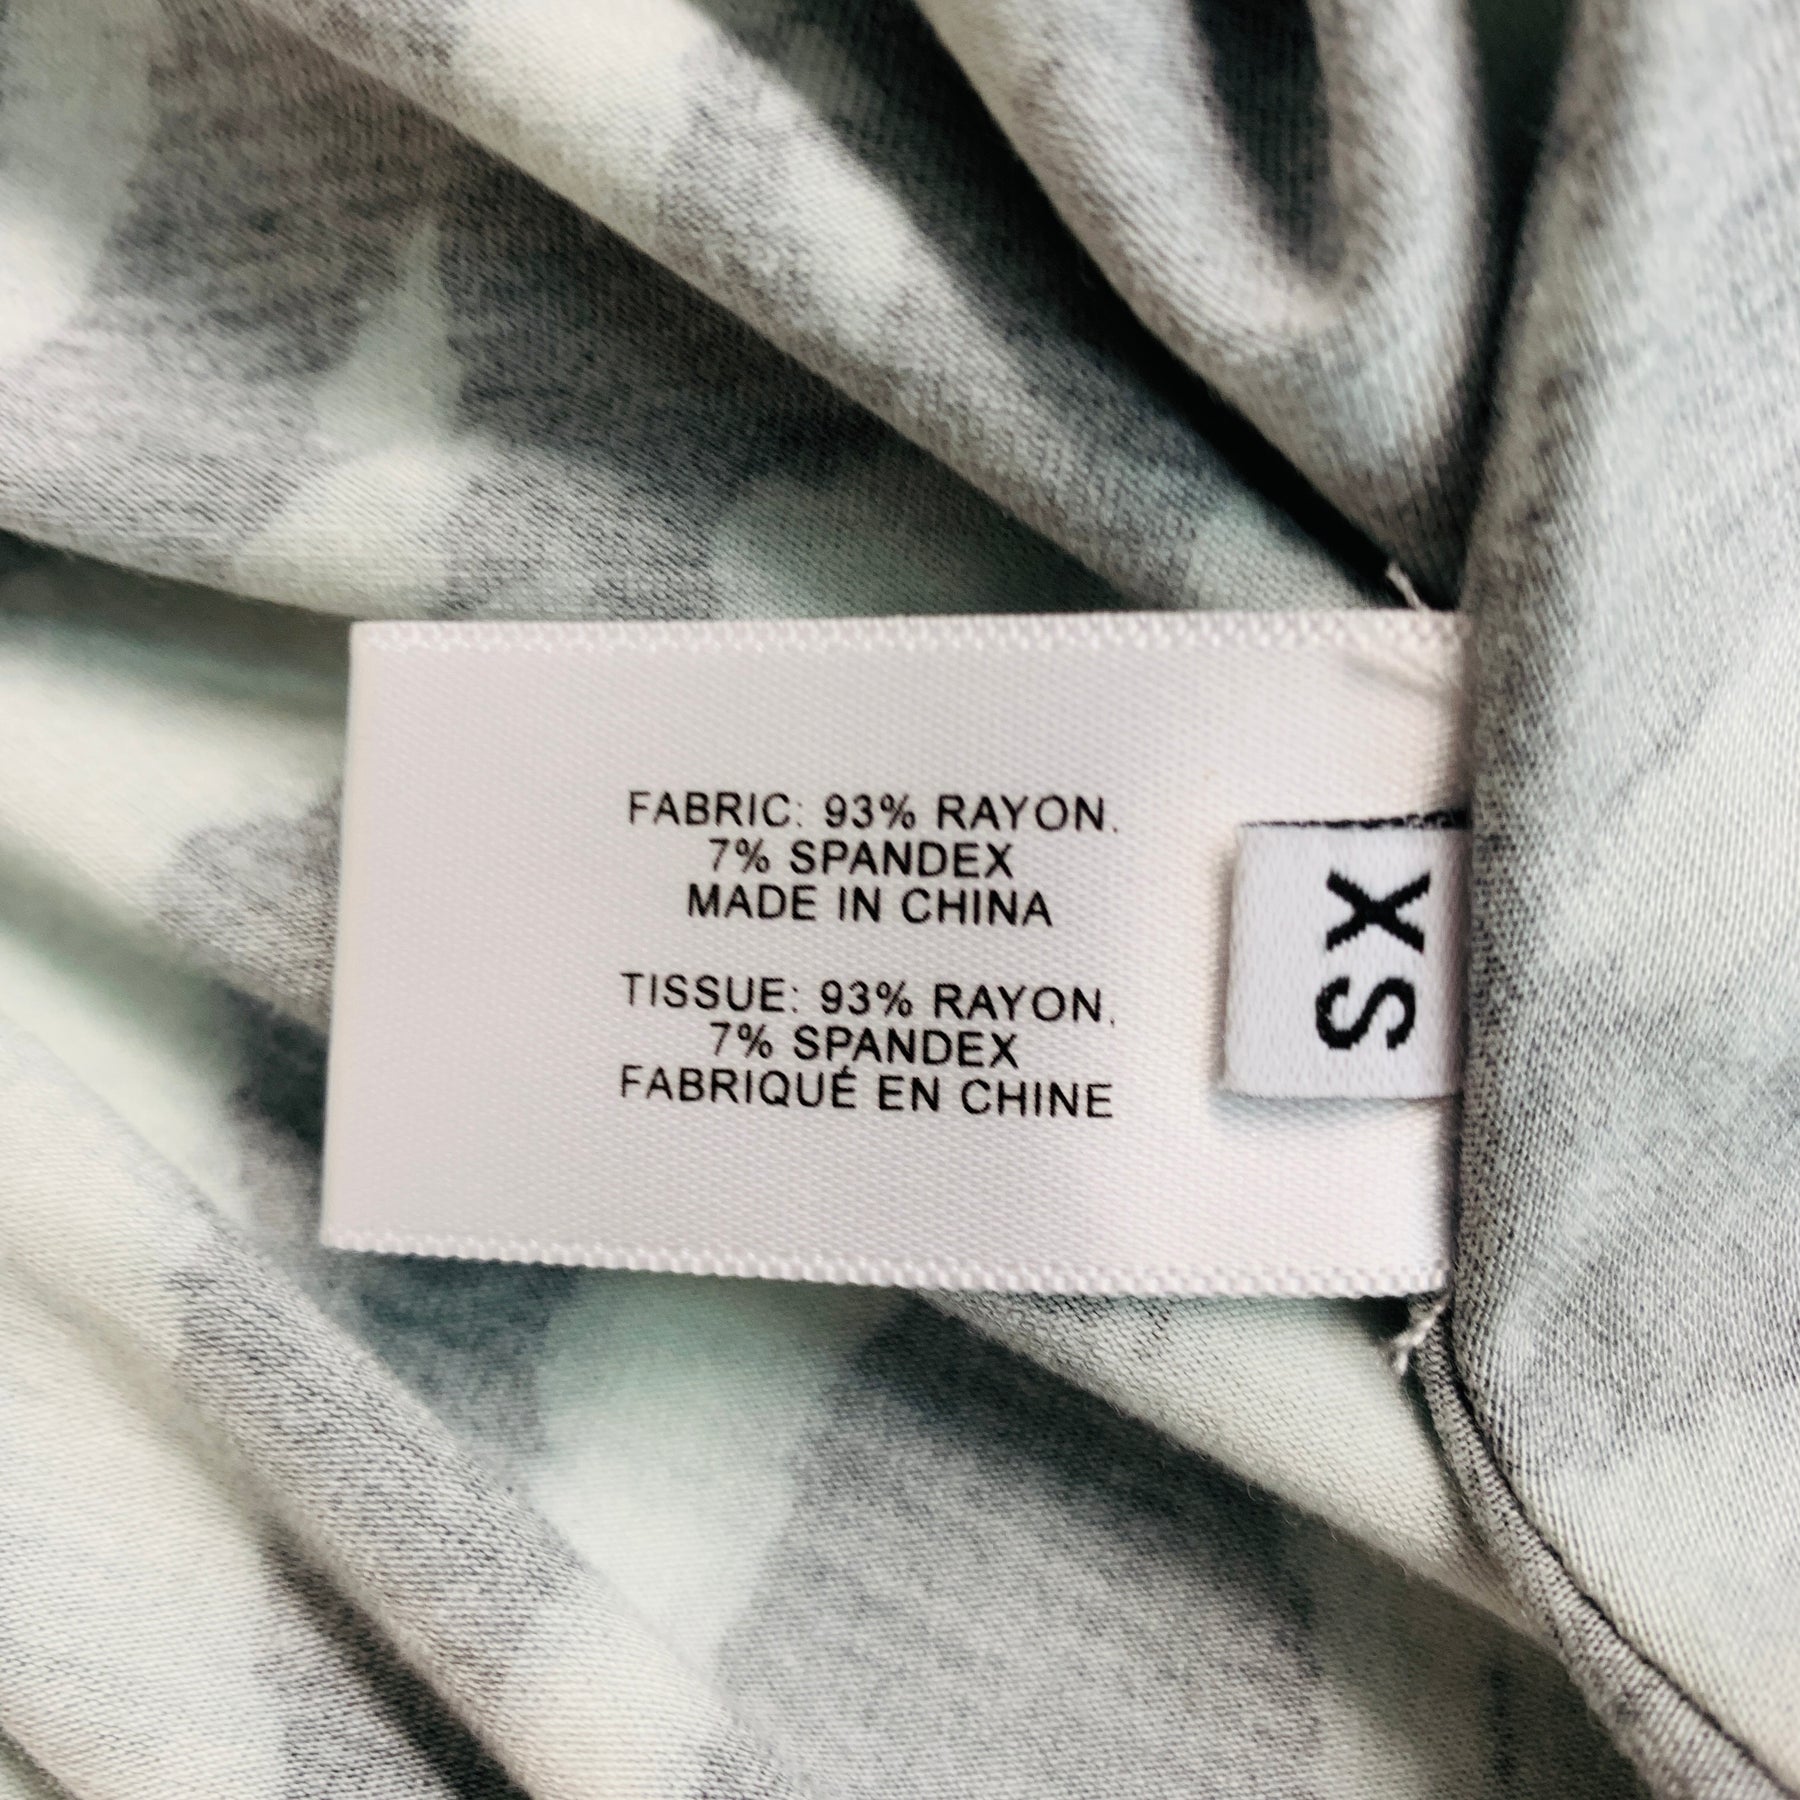 FABRIC: 93% RAYON.
7% SPANDEX
MADE IN CHINA
TISSUE: 93% RAYON.
7% SPANDEX
FABRIQUÉ EN CHINE
XS